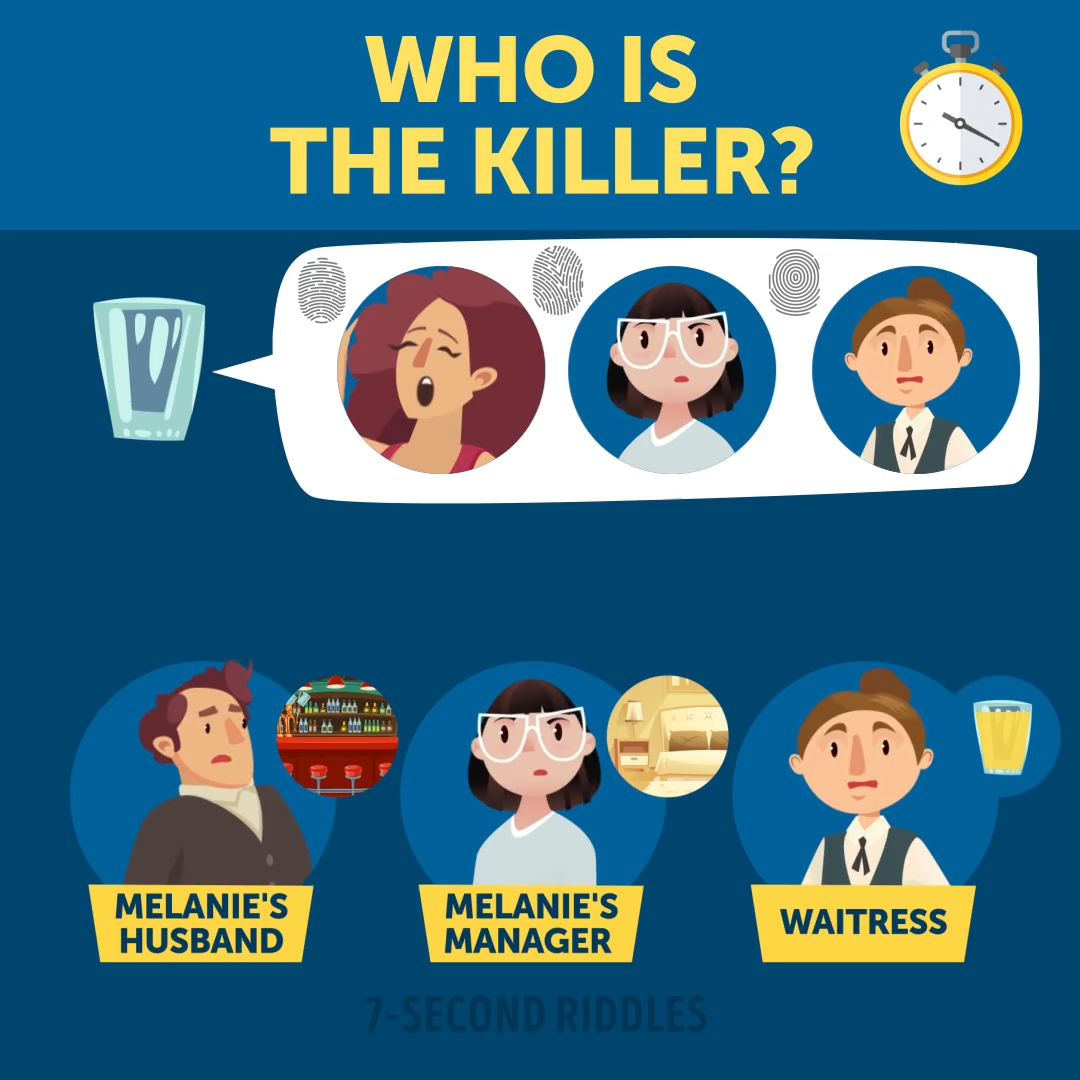 WHO IS
THE KILLER?
MELANIE'S
HUSBAND
MELANIE'S
MANAGER
WAITRESS
7-SECOND RIDDLES